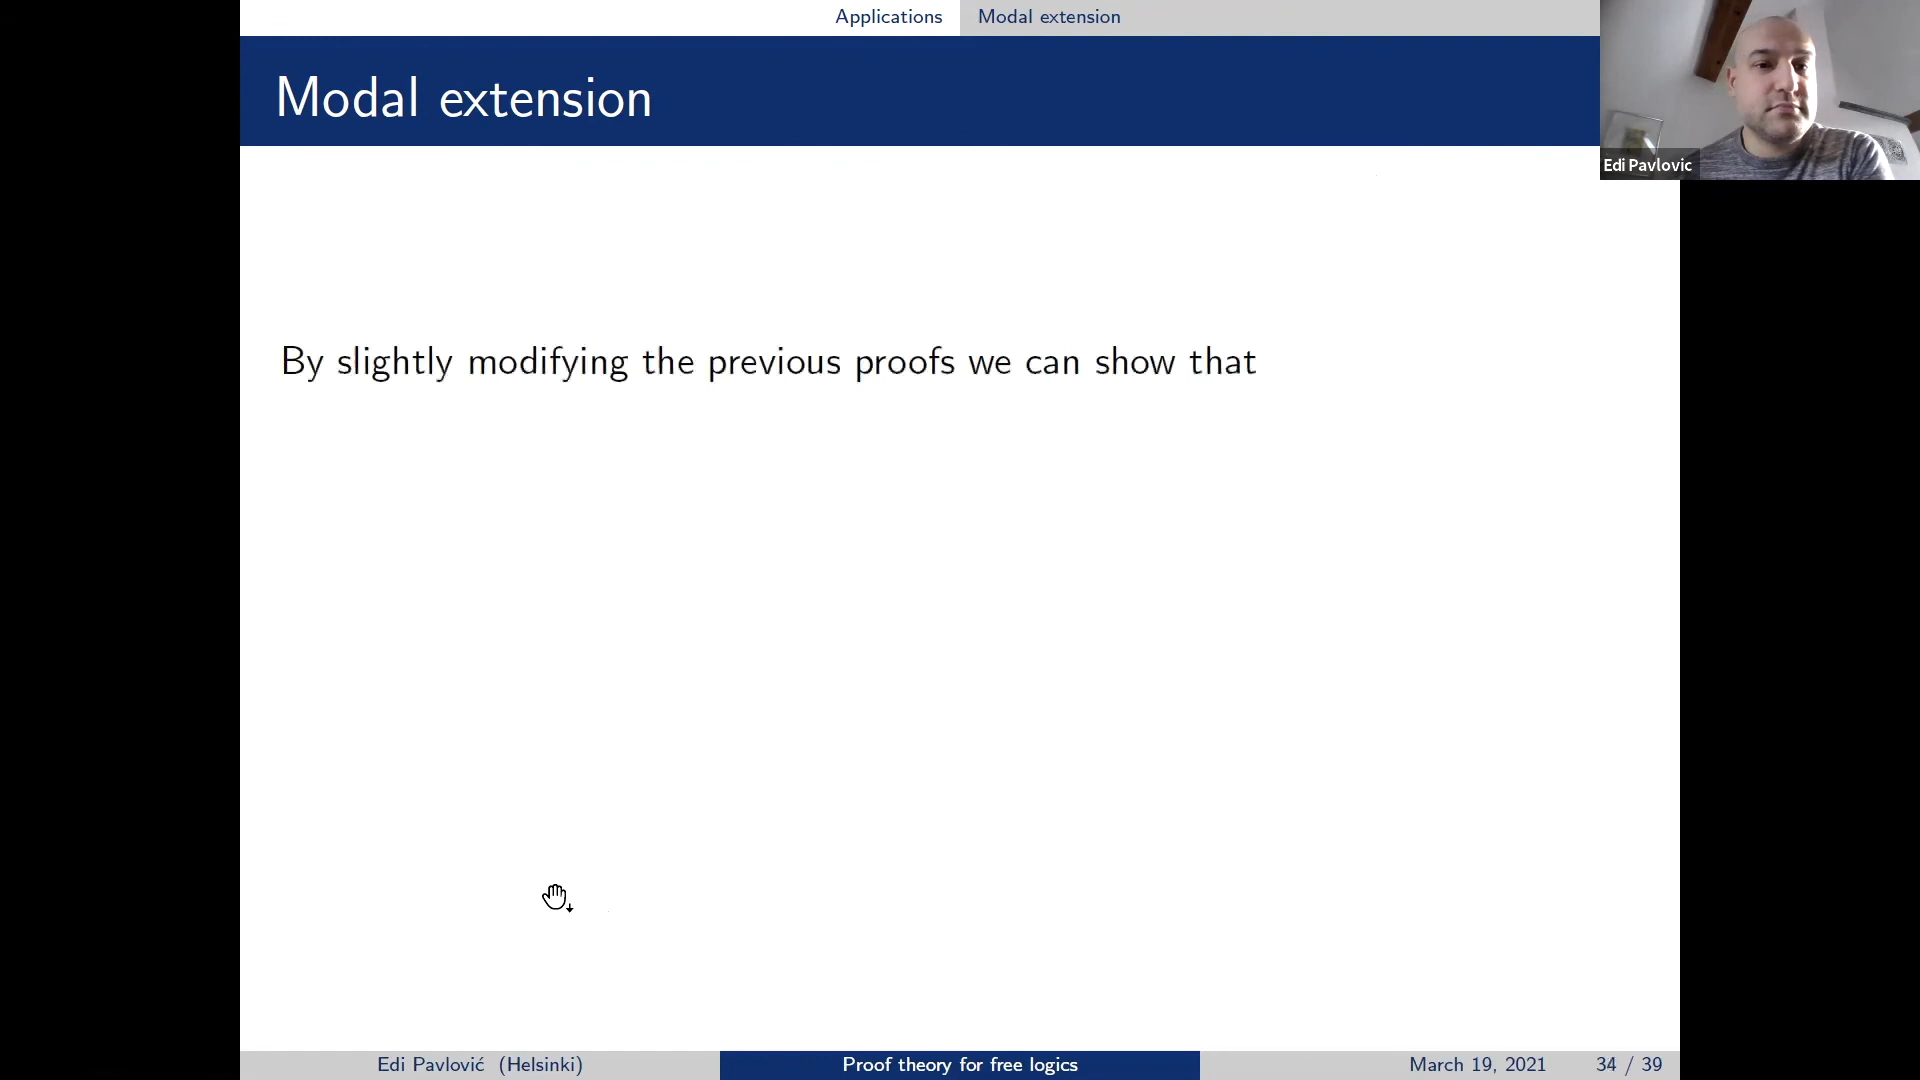 Applications
Modal extension
Modal extension
Edi Pavlovic
By slightly modifying the previous proofs we can show that
Edi Pavlović (Helsinki)
Proof theory for free logics
March 19, 2021
34 / 39